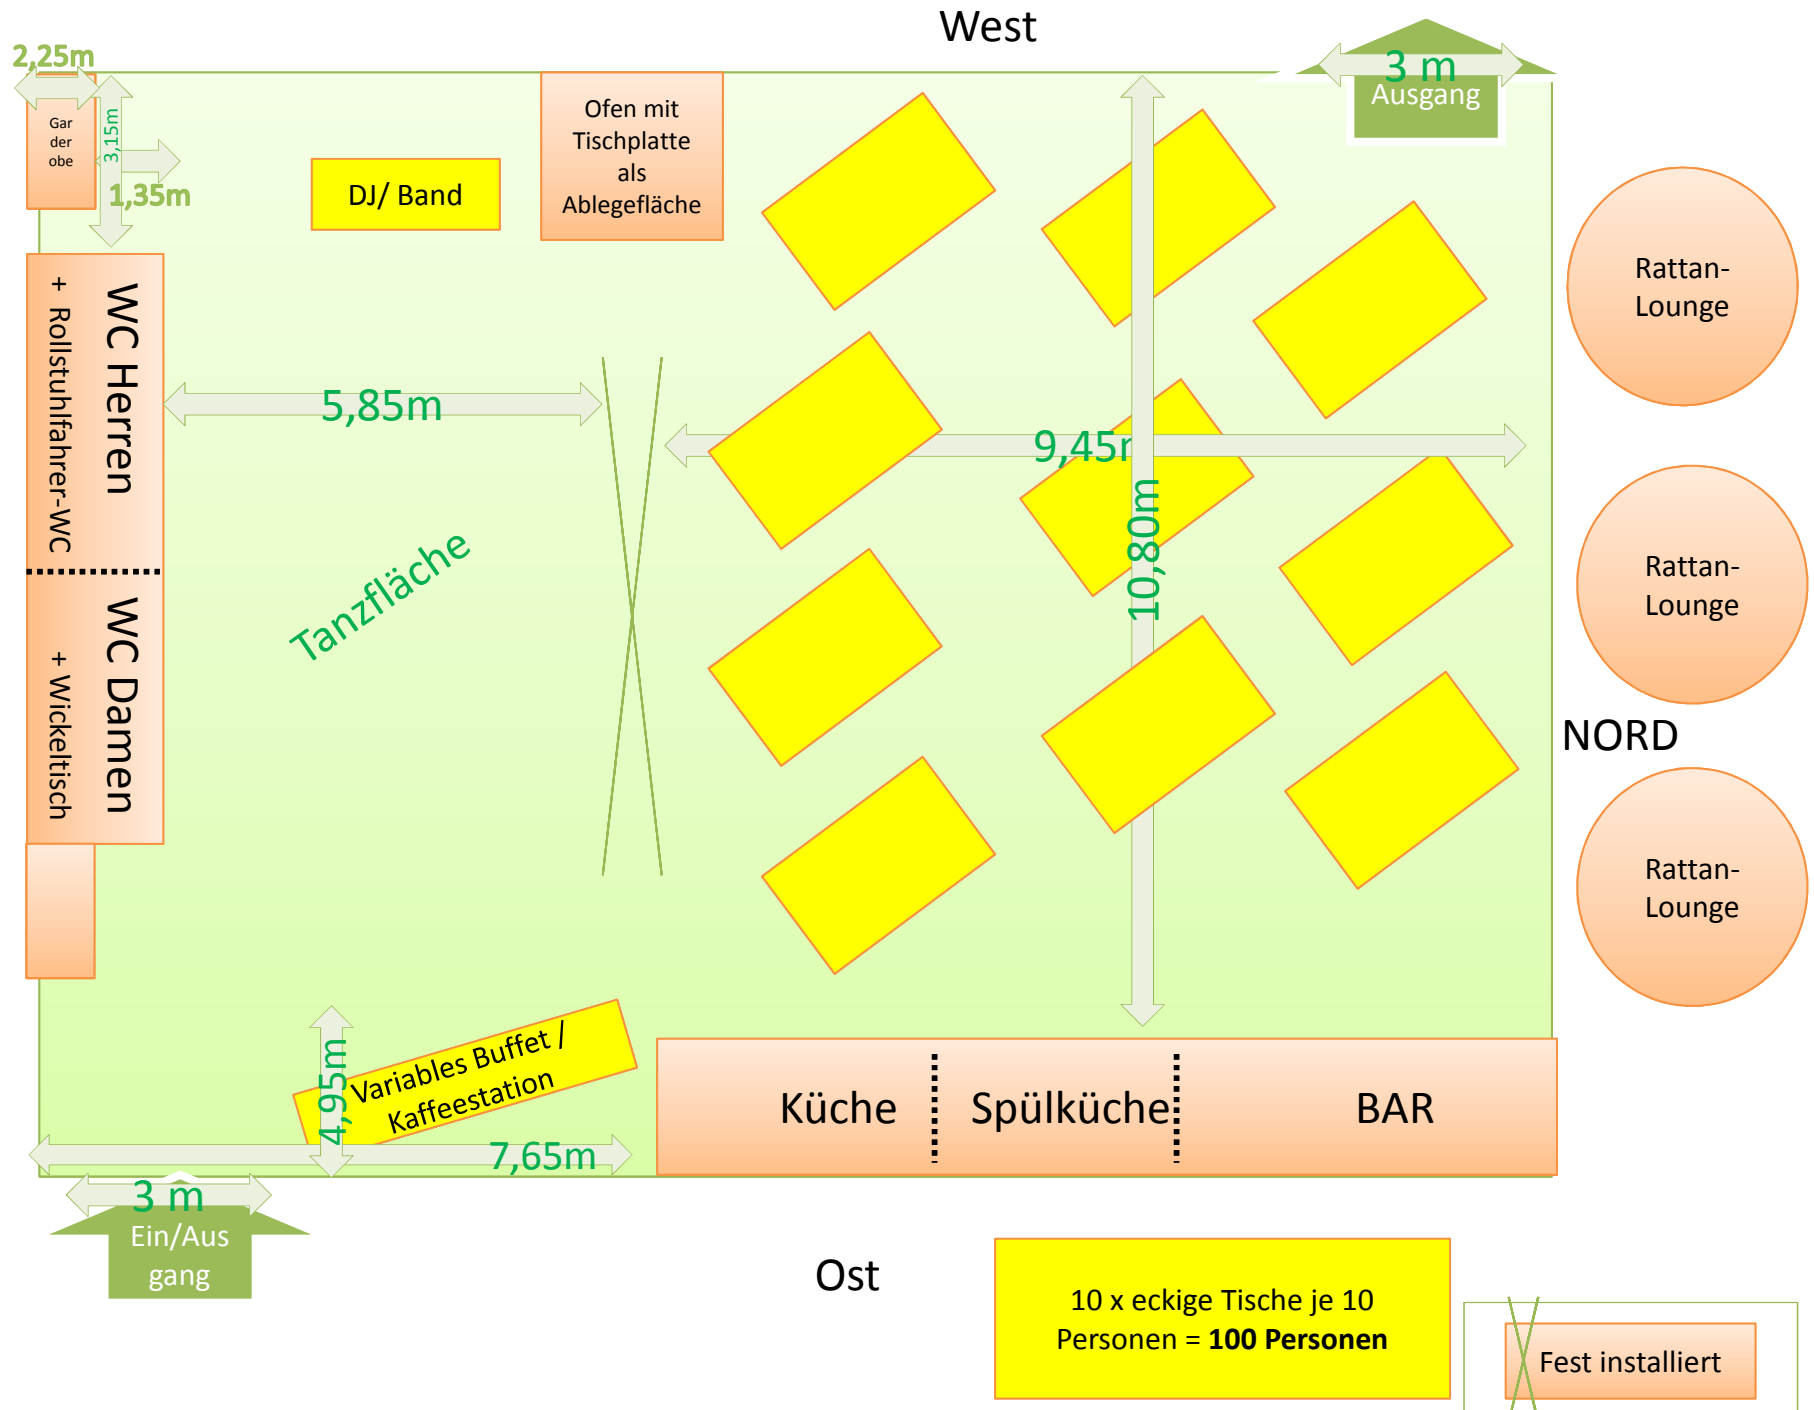 West
2,25m
3 m
Ausgang
Gar
der
obe
3,15m
1,35m
DJ/ Band
Ofen mit
Tischplatte
als
Ablegefläche
Rattan-
Lounge
WC Herren
+ Rollstuhlfahrer-WC
5,85m
9,45m
10,80m
Tanzfläche
Rattan-
Lounge
WC Damen
+ Wickeltisch
NORD
Rattan-
Lounge
Variables Buffet /
Kaffeestation
4,95m
7,65m
Küche
Spülküche
BAR
3 m
Ein/Aus
gang
Ost
10 x eckige Tische je 10
Personen = 100 Personen
Fest installiert